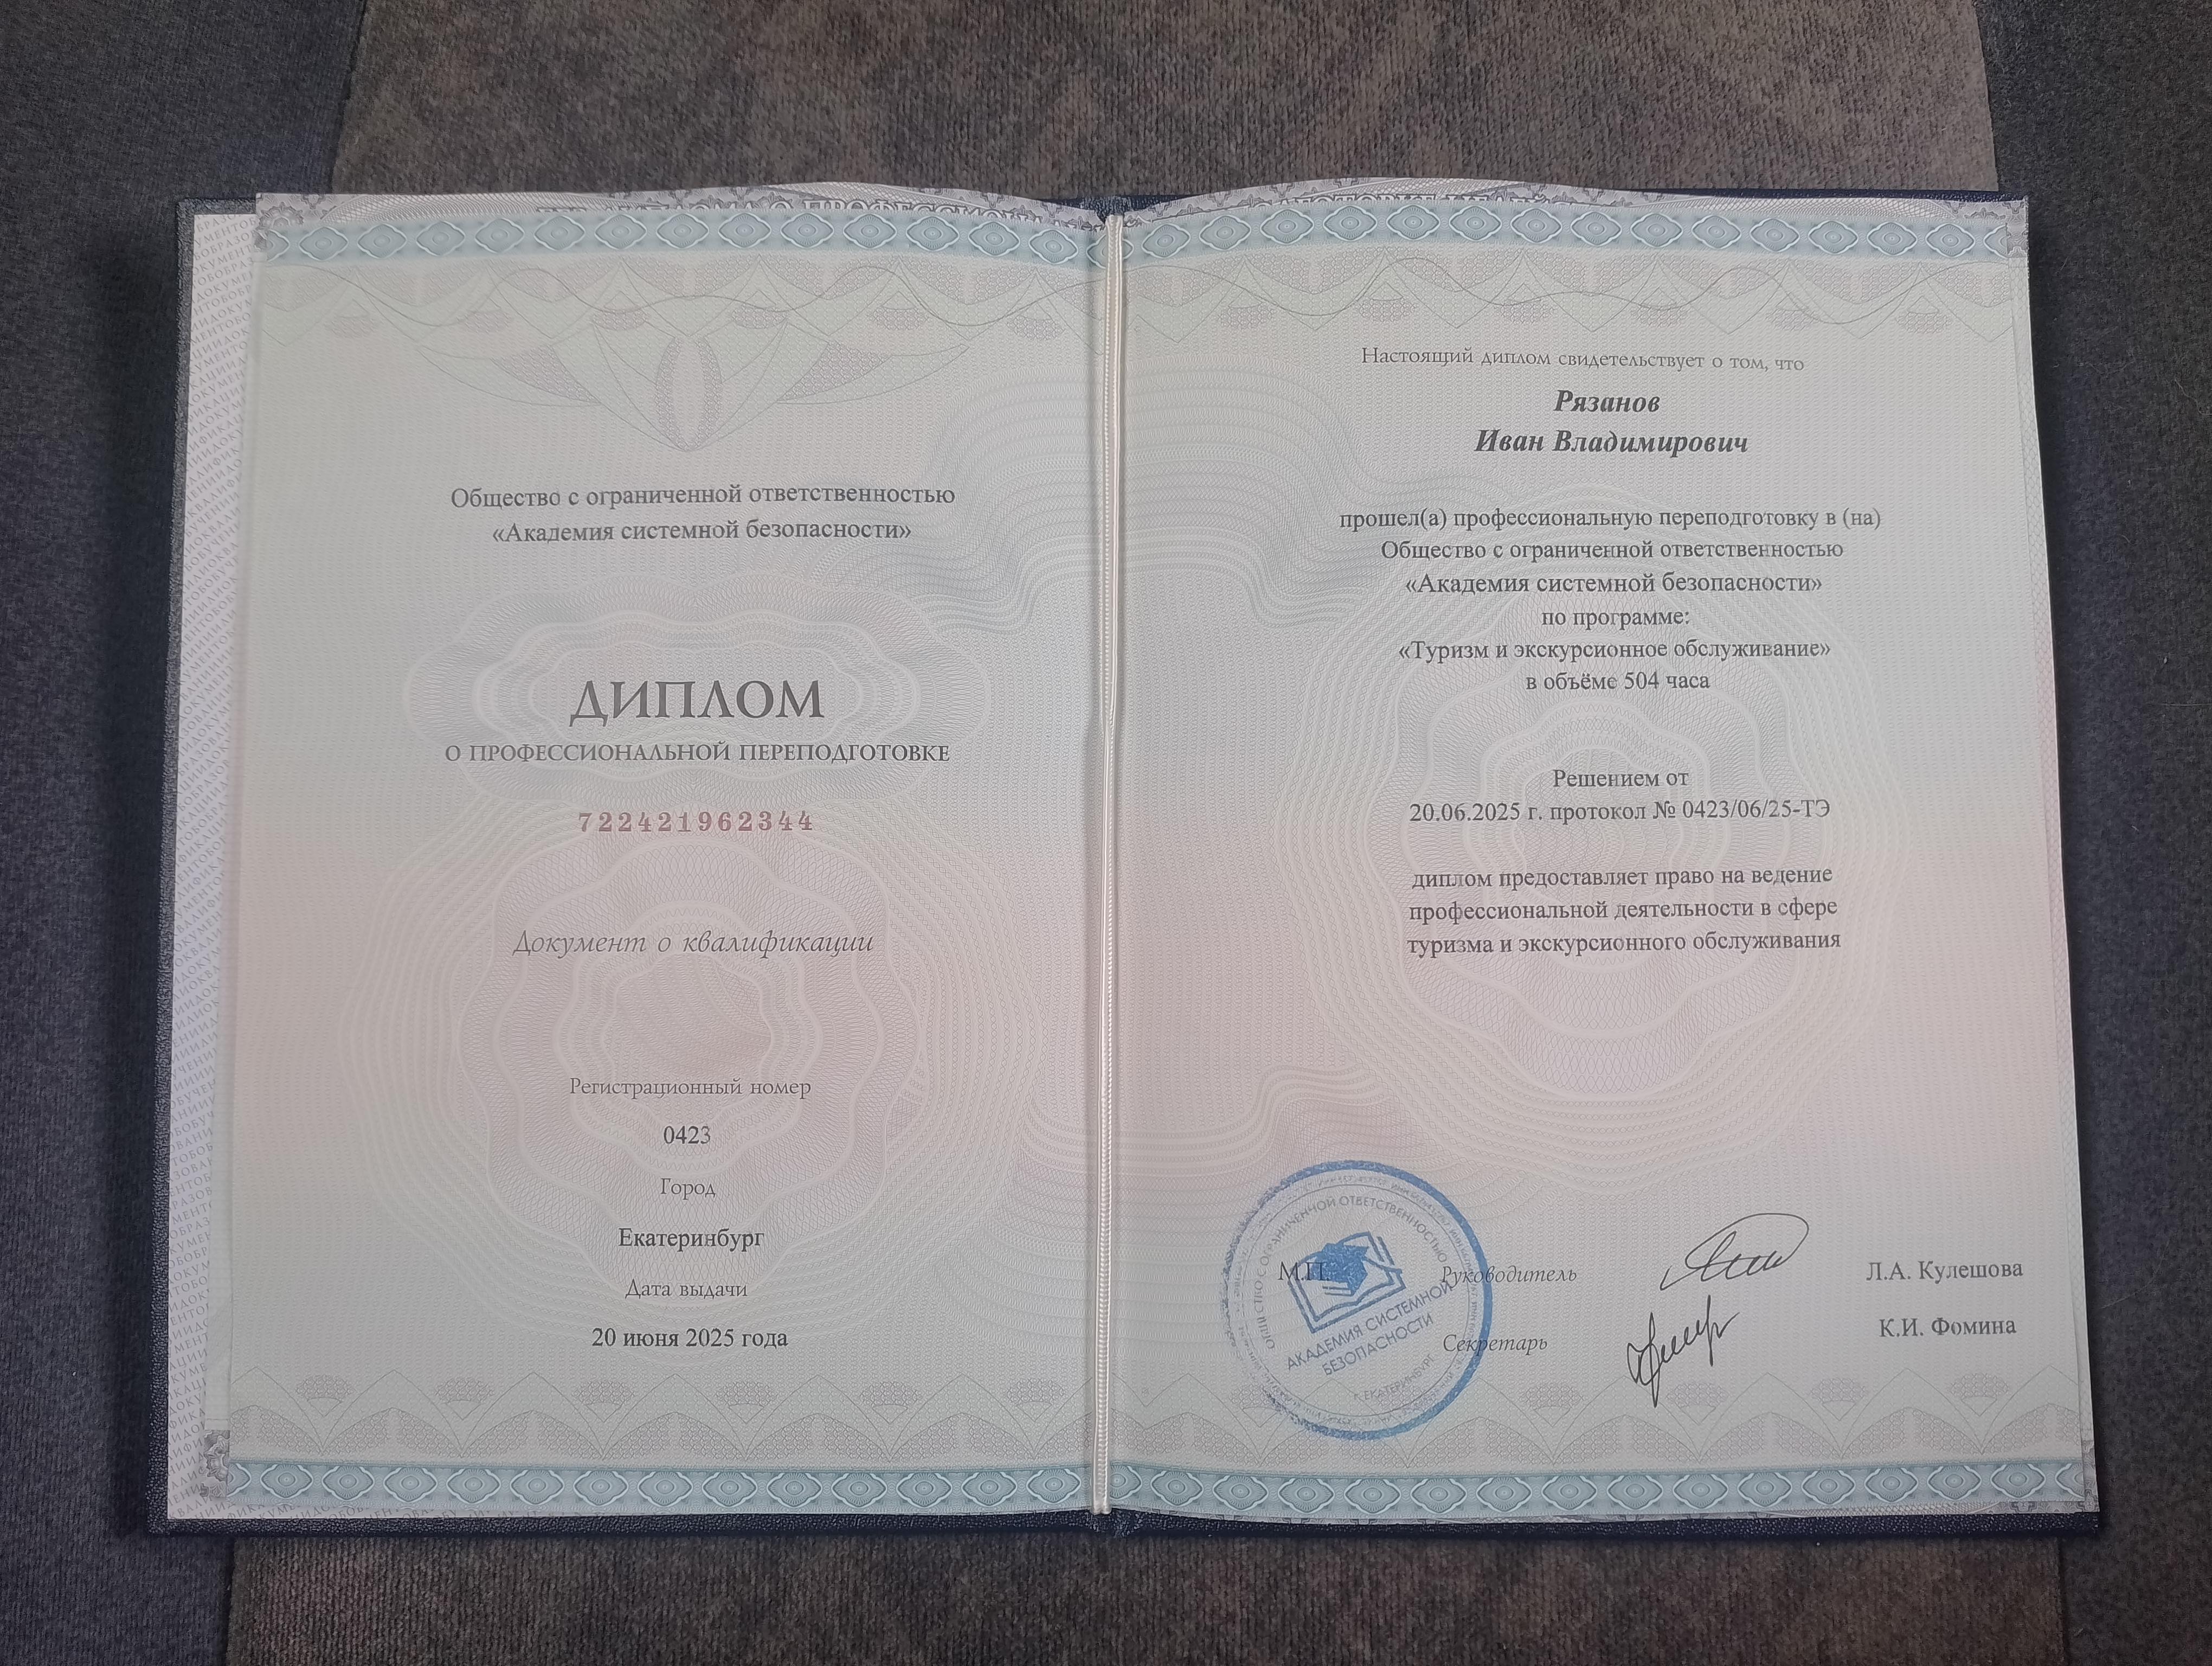 Общество с ограниченной ответственностью
«Академия системной безопасности»
ДИПЛОМ
О ПРОФЕССИОНАЛЬНОЙ ПЕРЕПОДГОТОВКЕ
722421962344
Документ о квалификации
Регистрационный номер
0423
Город
Екатеринбург
Дата выдачи
20 июня 2025 года
Настоящий диплом свидетельствует о том, что
Рязанов
Иван Владимирович
прошел(а) профессиональную переподготовку в (на)
Общество с ограниченной ответственностью
«Академия системной безопасности»
по программе:
«Туризм и экскурсионное обслуживание»
в объёме 504 часа
Решением от
20.06.2025 г. протокол № 0423/06/25-ТЭ
диплом предоставляет право на ведение
профессиональной деятельности в сфере
туризма и экскурсионного обслуживания
М.П.
Руководитель
Л.А. Кулешова
Секретарь
К.И. Фомина
ОБЩЕСТВО С ОГРАНИЧЕННОЙ ОТВЕТСТВЕННОСТЬЮ
АКАДЕМИЯ СИСТЕМНОЙ
БЕЗОПАСНОСТИ
Г. ЕКАТЕРИНБУРГ